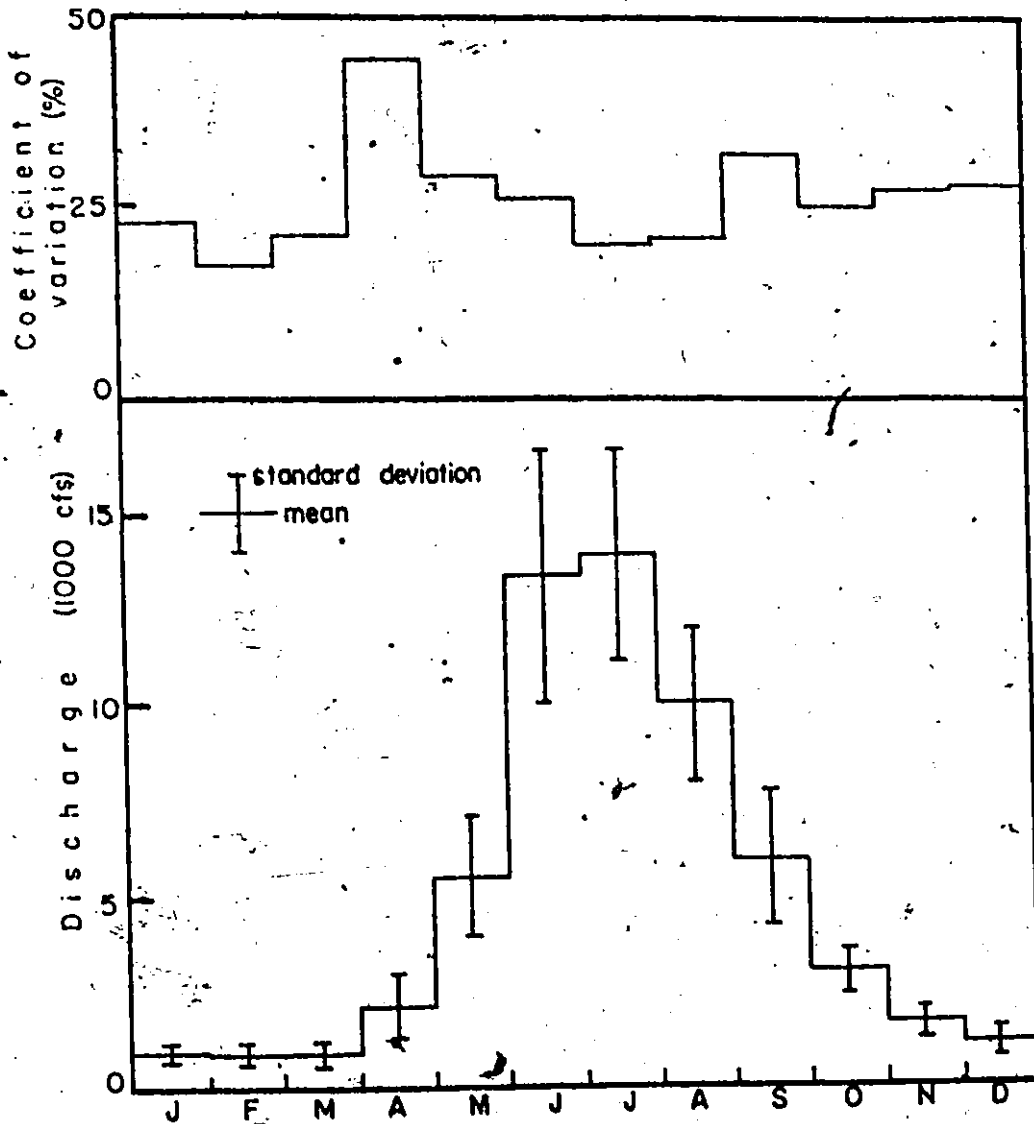 Coefficient of
variation (%)
50
25
0
standard deviation
mean
Discharge (1000 cfs)
15
10
5
0
J F M A M J J A S O N D